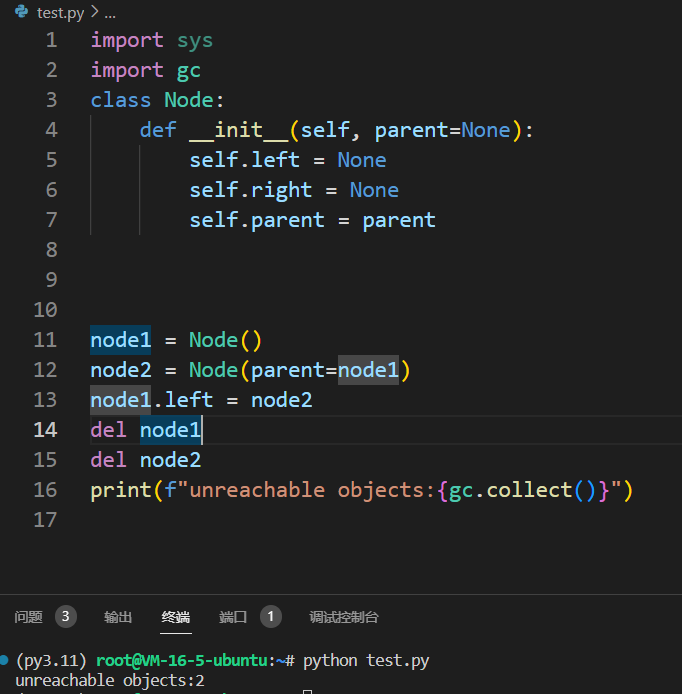 test.py > ...
1 import sys
2 import gc
3 class Node:
4     def __init__(self, parent=None):
5         self.left = None
6         self.right = None
7         self.parent = parent
8
9
10
11 node1 = Node()
12 node2 = Node(parent=node1)
13 node1.left = node2
14 del node1
15 del node2
16 print(f"unreachable objects:{gc.collect()}")
17
问题 3 输出 终端 端口 1 调试控制台
(py3.11) root@VM-16-5-ubuntu:~# python test.py
unreachable objects:2